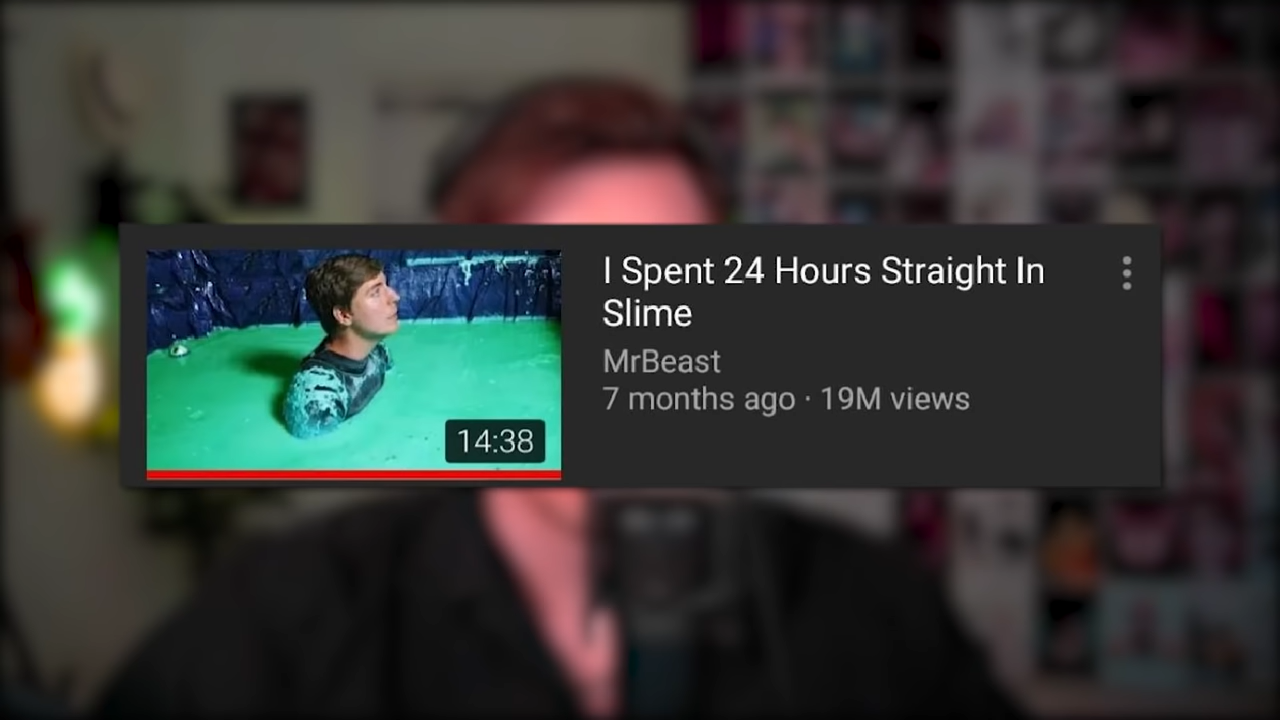 I Spent 24 Hours Straight In
Slime
MrBeast
7 months ago · 19M views
14:38